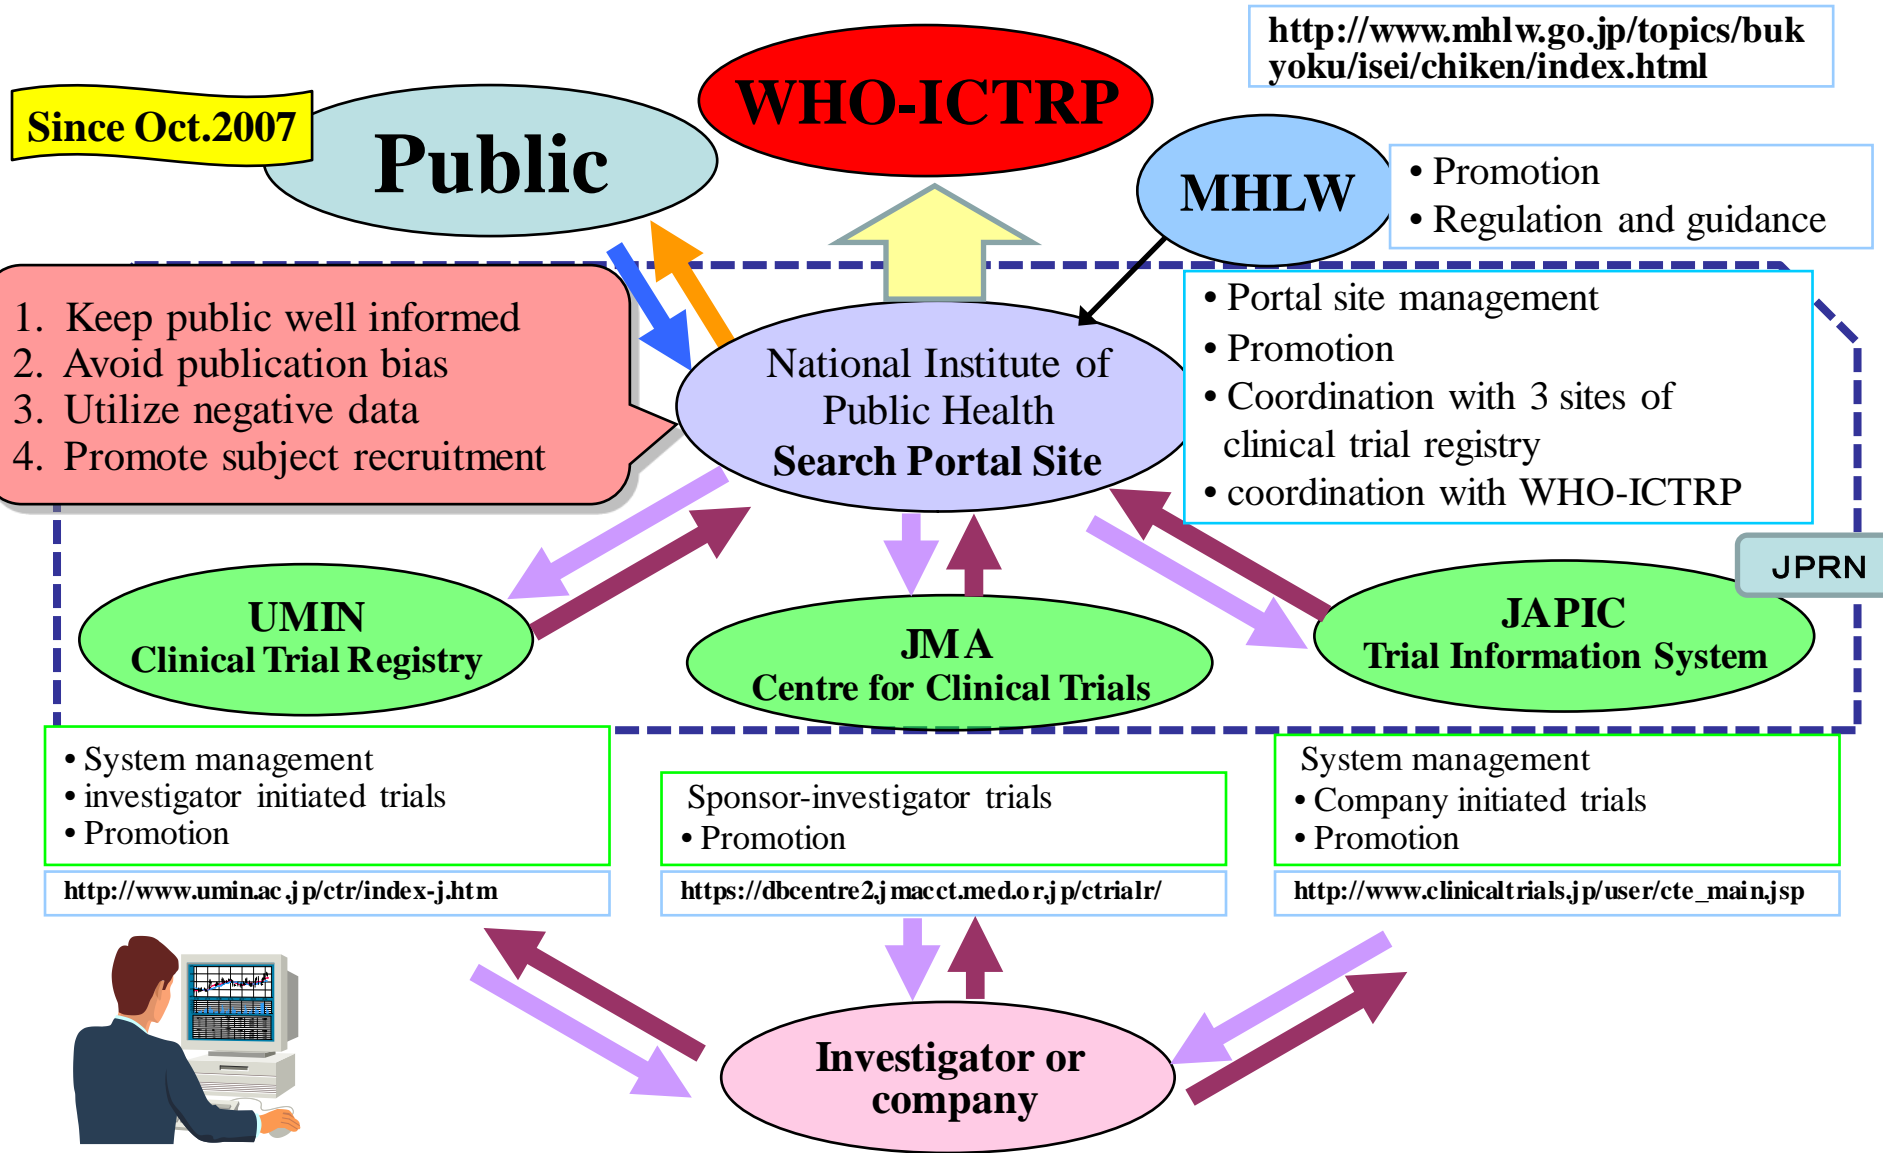 http://www.mhlw.go.jp/topics/buk
yoku/isei/chiken/index.html
WHO-ICTRP
Since Oct.2007
Public
MHLW
• Promotion
• Regulation and guidance
1. Keep public well informed
2. Avoid publication bias
3. Utilize negative data
4. Promote subject recruitment
National Institute of
Public Health
Search Portal Site
• Portal site management
• Promotion
• Coordination with 3 sites of
clinical trial registry
• coordination with WHO-ICTRP
JPRN
UMIN
Clinical Trial Registry
JMA
Centre for Clinical Trials
JAPIC
Trial Information System
• System management
• investigator initiated trials
• Promotion
http://www.umin.ac.jp/ctr/index-j.htm
Sponsor-investigator trials
• Promotion
https://dbcentre2.jmacct.med.or.jp/ctrialr/
System management
• Company initiated trials
• Promotion
http://www.clinicaltrials.jp/user/cte_main.jsp
Investigator or
company